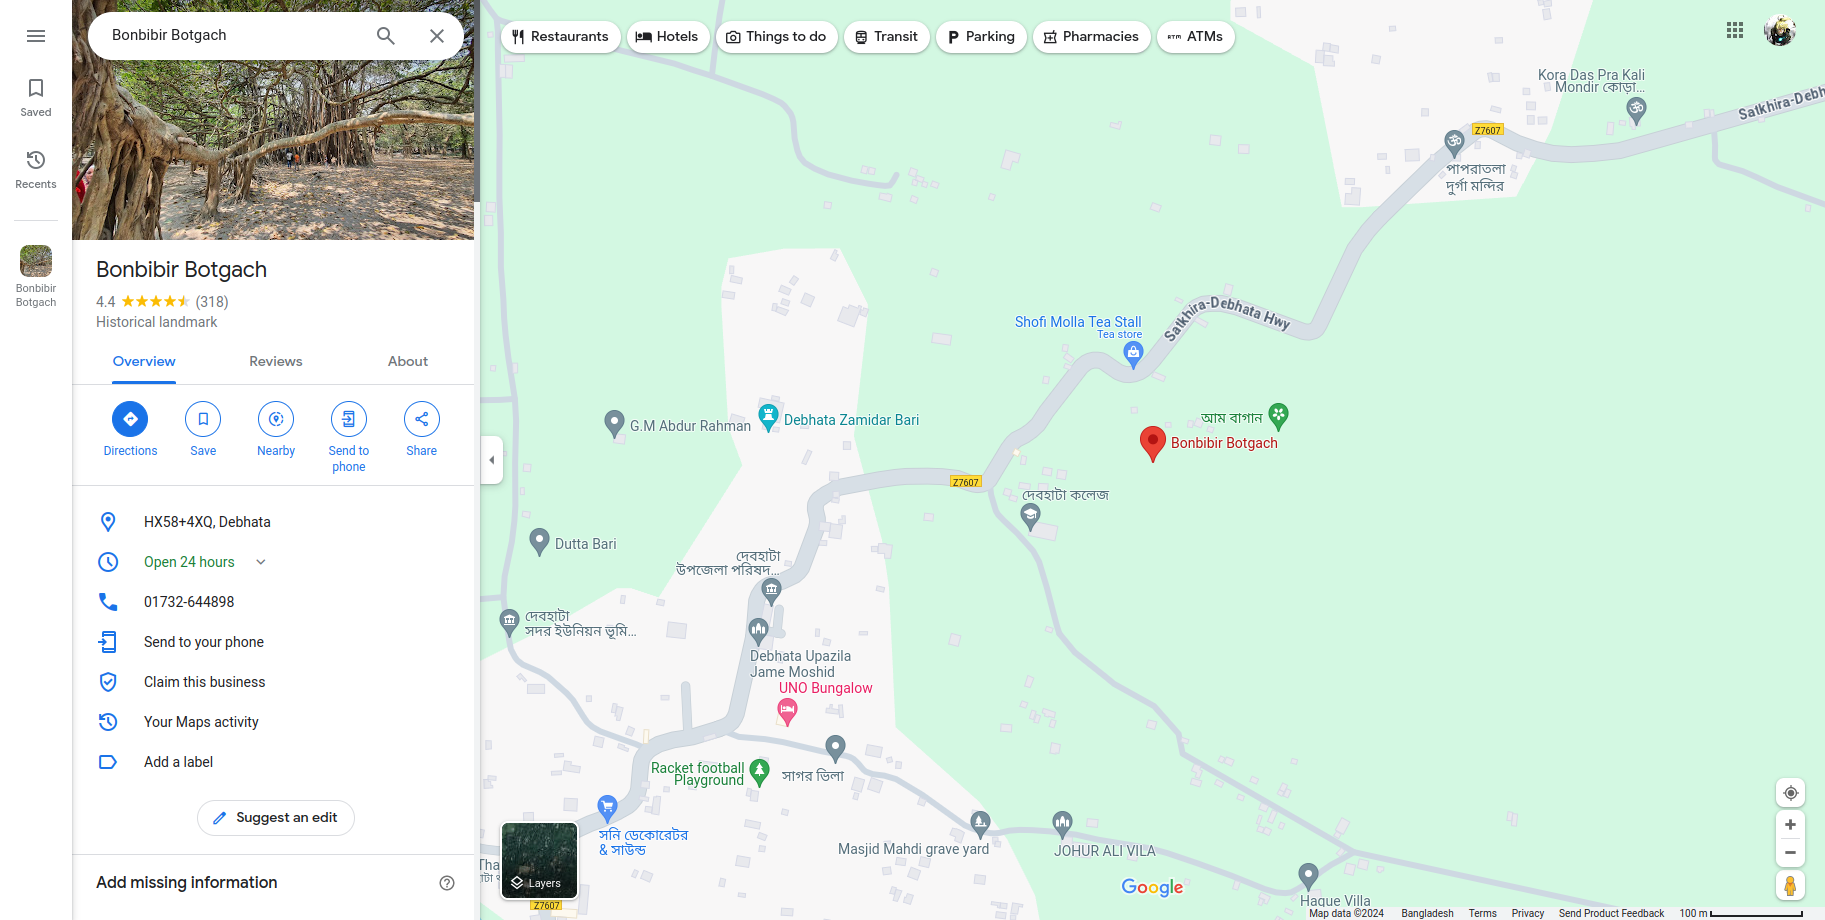 Bonbibir Botgach
Saved
Recents
Bonbibir
Botgach
Bonbibir Botgach
4.4 (318)
Historical landmark
Overview
Reviews
About
Directions
Save
Nearby
Send to
phone
Share
HX58+4XQ, Debhata
Open 24 hours
01732-644898
Send to your phone
Claim this business
Your Maps activity
Add a label
Suggest an edit
Add missing information
Restaurants
Hotels
Things to do
Transit
Parking
Pharmacies
ATM ATMs
Kora Das Pra Kali
Mondir কোড়া...
Satkhira-Debh
Z7607
পাপরাতলা
দুর্গা মন্দির
Satkhira-Debhata Hwy
Shofi Molla Tea Stall
Tea store
Debhata Zamidar Bari
G.M Abdur Rahman
আম বাগান
Bonbibir Botgach
Z7607
দেবহাটা কলেজ
Dutta Bari
দেবহাটা
উপজেলা পরিষদ...
দেবহাটা
সদর ইউনিয়ন ভূমি...
Debhata Upazila
Jame Moshid
UNO Bungalow
Racket football
Playground
সাগর ভিলা
সনি ডেকোরেটর
& সাউন্ড
Masjid Mahdi grave yard
JOHUR ALI VILA
Tha
Layers
Z7607
Google
Haque Villa
Map data ©2024
Bangladesh
Terms
Privacy
Send Product Feedback
100 m